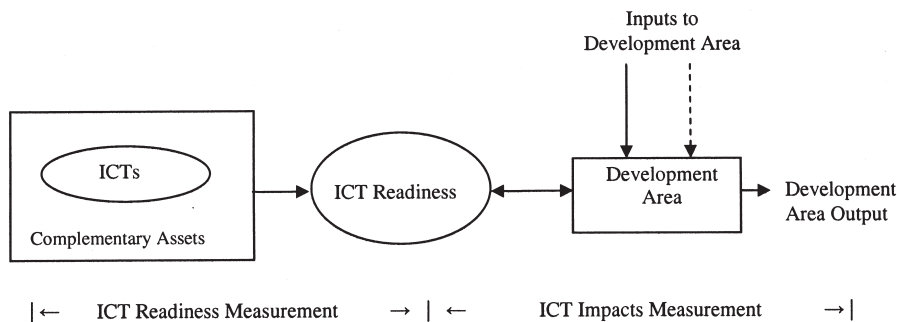 Inputs to
Development Area
ICTs
Complementary Assets
ICT Readiness
Development
Area
Development
Area Output
|← ICT Readiness Measurement → | ← ICT Impacts Measurement →|